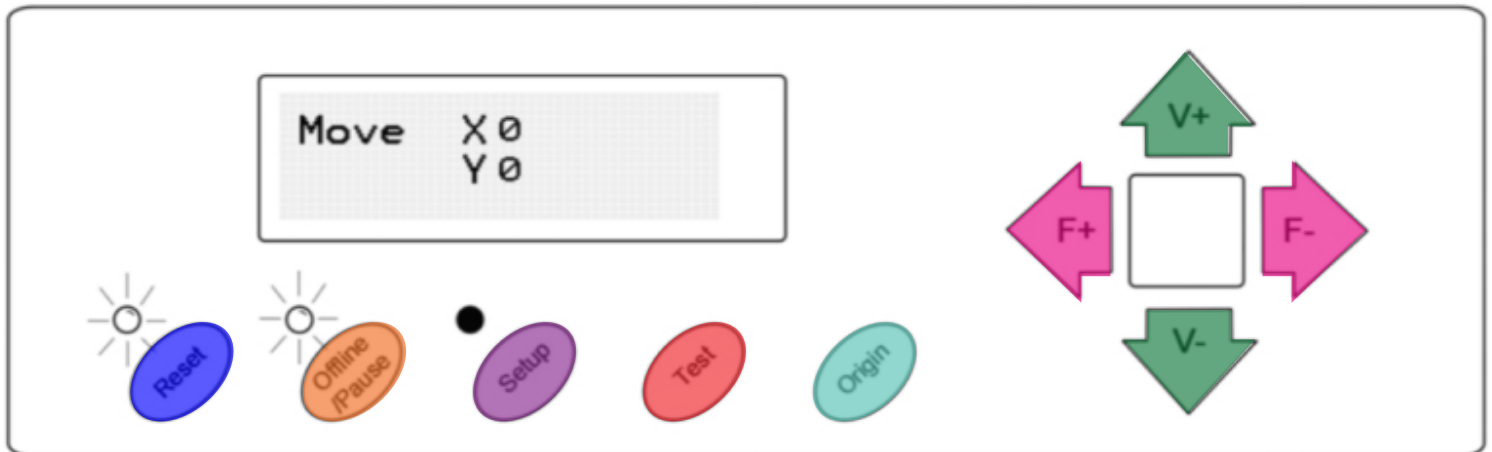 Move X0
Y0
V+
F+
F-
V-
Reset
Offline
/Pause
Setup
Test
Origin